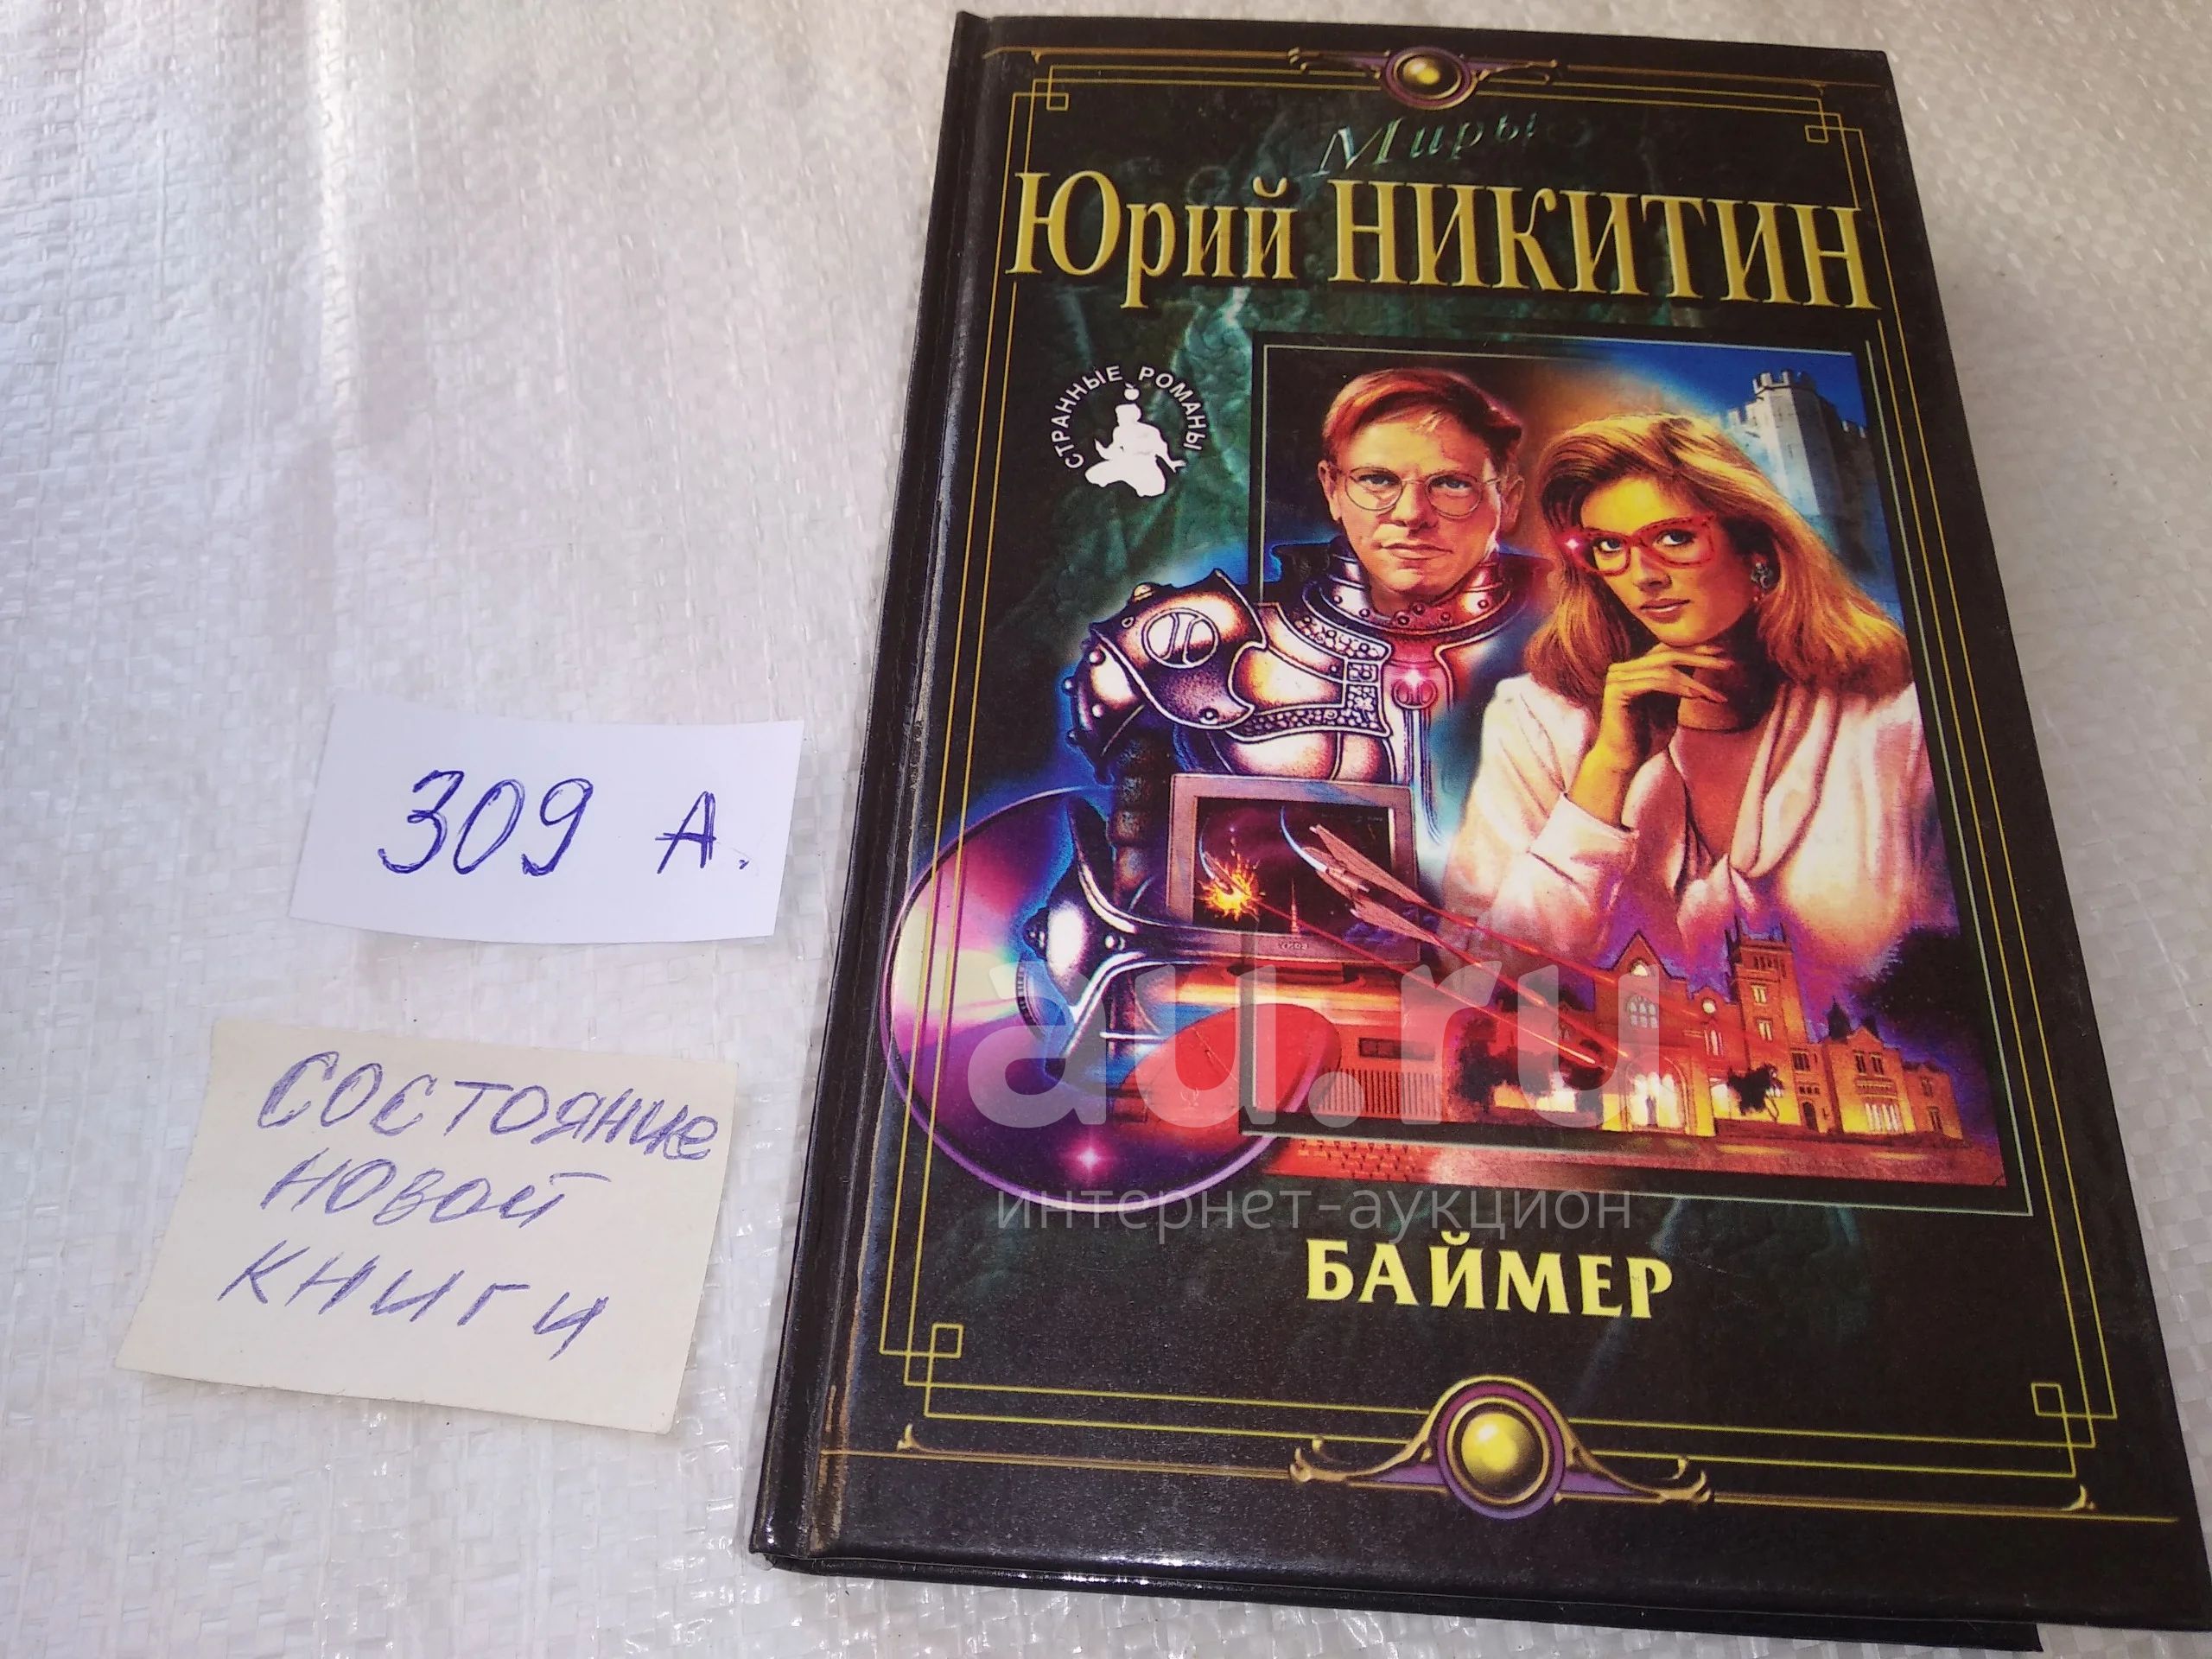 Миры
Юрий НИКИТИН
СТРАННЫЕ РОМАНЫ
309 А.
СОСТОЯНИЕ
НОВОЙ
КНИГИ
au.ru
интернет-аукцион
БАЙМЕР